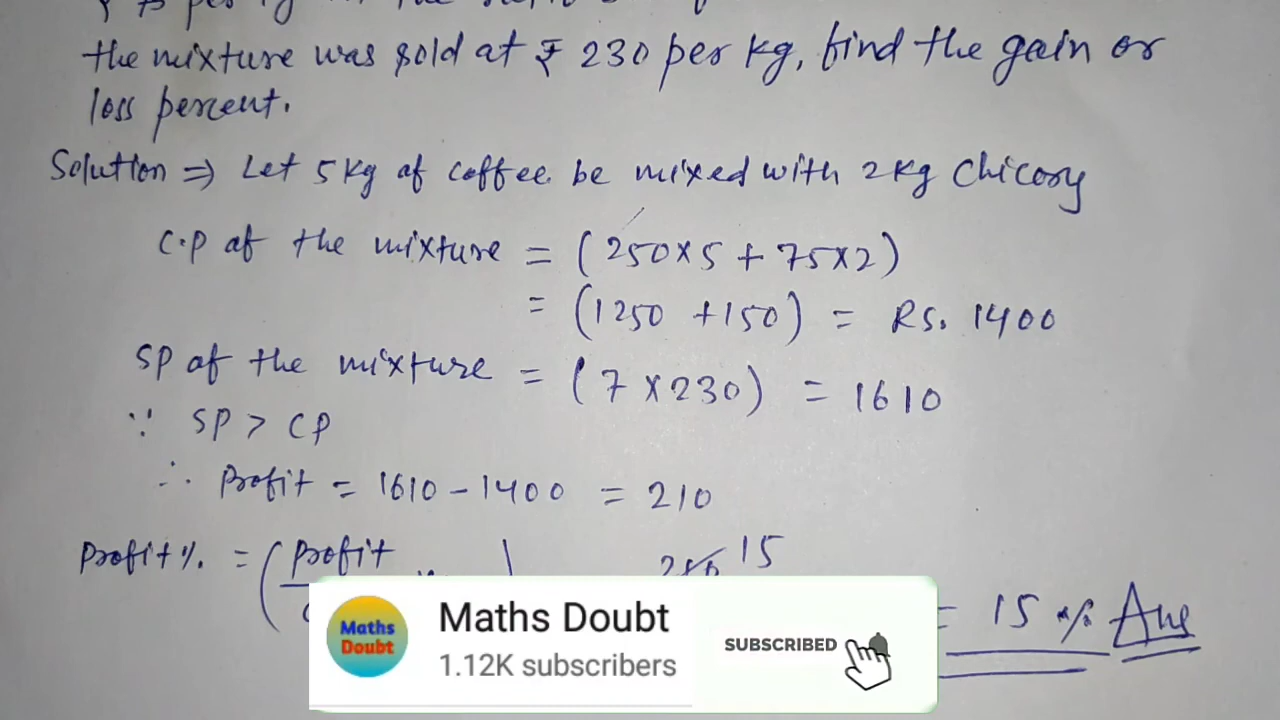 the mixture was sold at ₹ 230 per kg, find the gain or
loss percent.
Solution ⇒ Let 5 kg of coffee be mixed with 2 kg Chicory
C.P of the mixture = (250×5 + 75×2)
= (1250 + 150) = Rs. 1400
SP of the mixture = (7 × 230) = 1610
∵ SP > CP
∴ Profit = 1610 - 1400 = 210
Profit % = (Profit
15
= 15 % Ans
Maths Doubt
Maths Doubt
1.12K subscribers
SUBSCRIBED